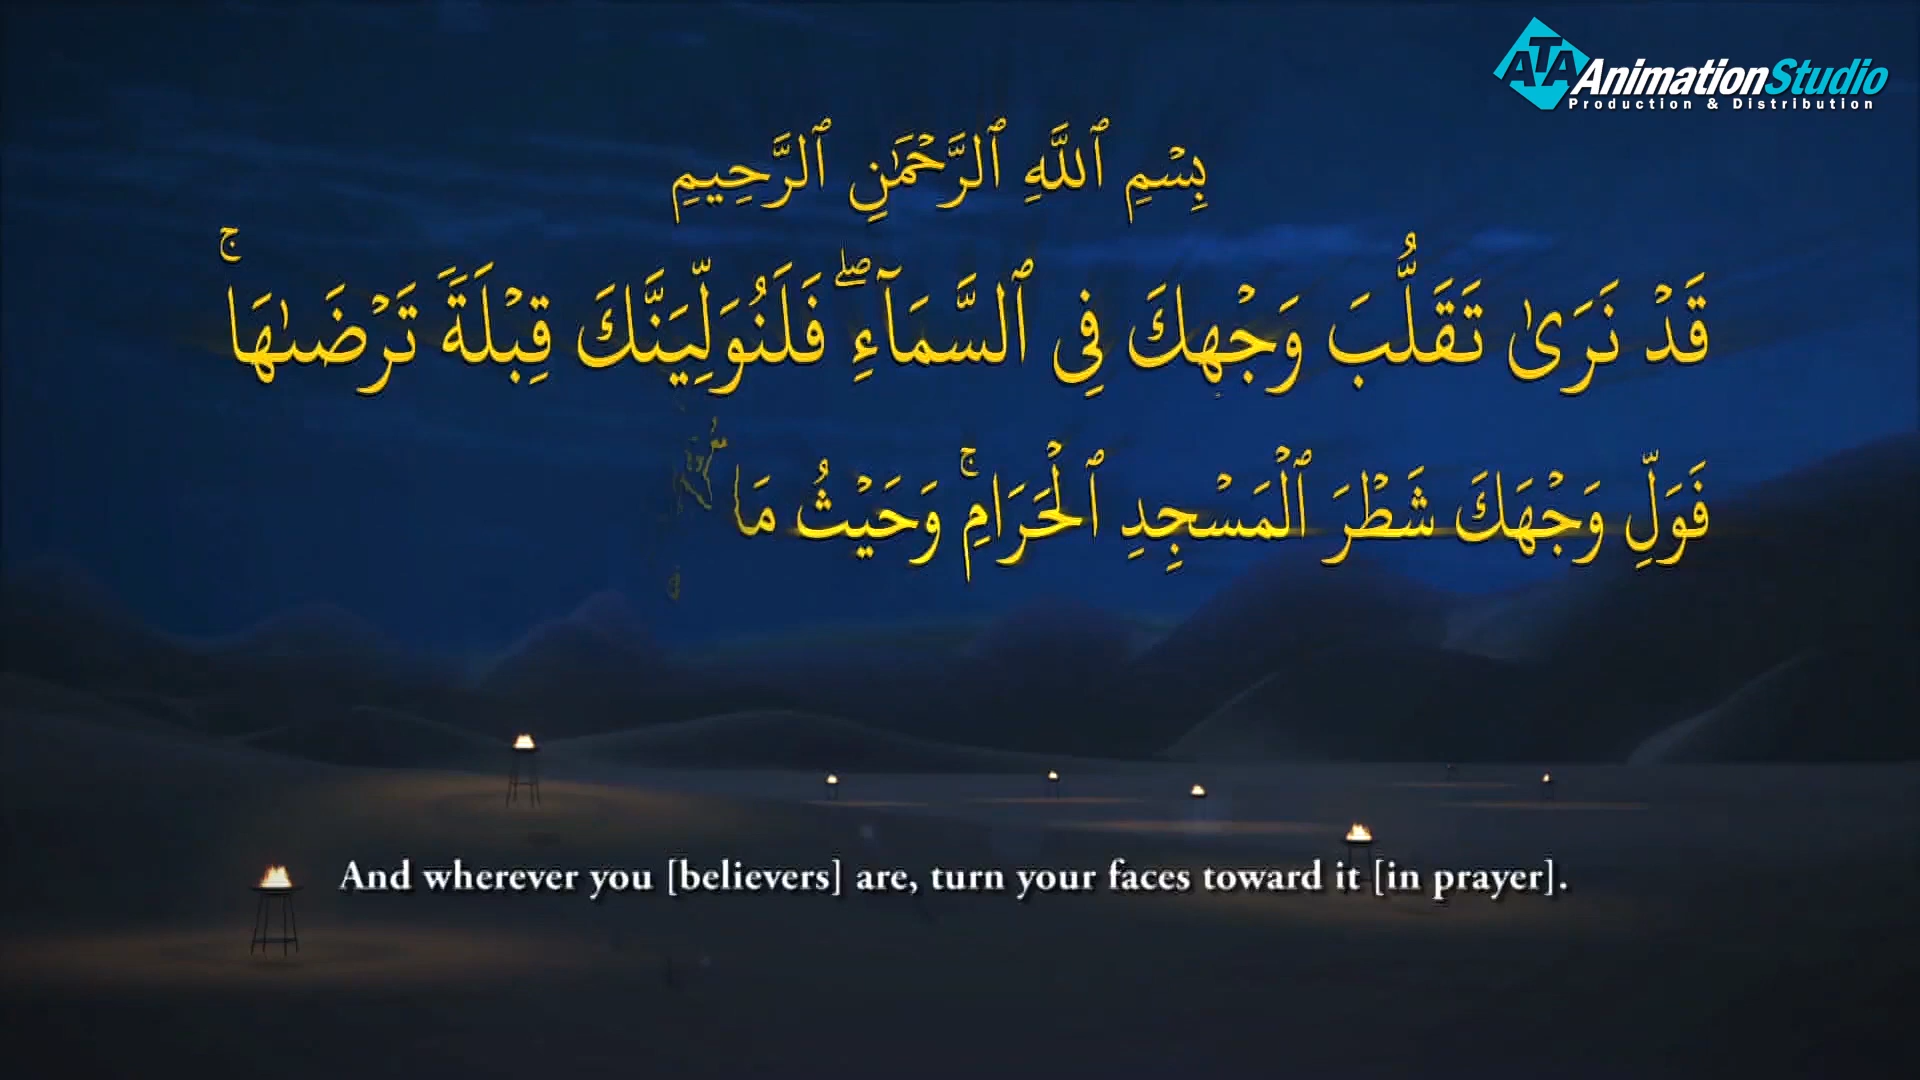 ATA AnimationStudio
Production & Distribution
بِسْمِ ٱللَّهِ ٱلرَّحْمَٰنِ ٱلرَّحِيمِ
قَدْ نَرَىٰ تَقَلُّبَ وَجْهِكَ فِى ٱلسَّمَآءِ ۖ فَلَنُوَلِّيَنَّكَ قِبْلَةً تَرْضَىٰهَا ۚ
فَوَلِّ وَجْهَكَ شَطْرَ ٱلْمَسْجِدِ ٱلْحَرَامِ ۚ وَحَيْثُ مَا
And wherever you [believers] are, turn your faces toward it [in prayer].